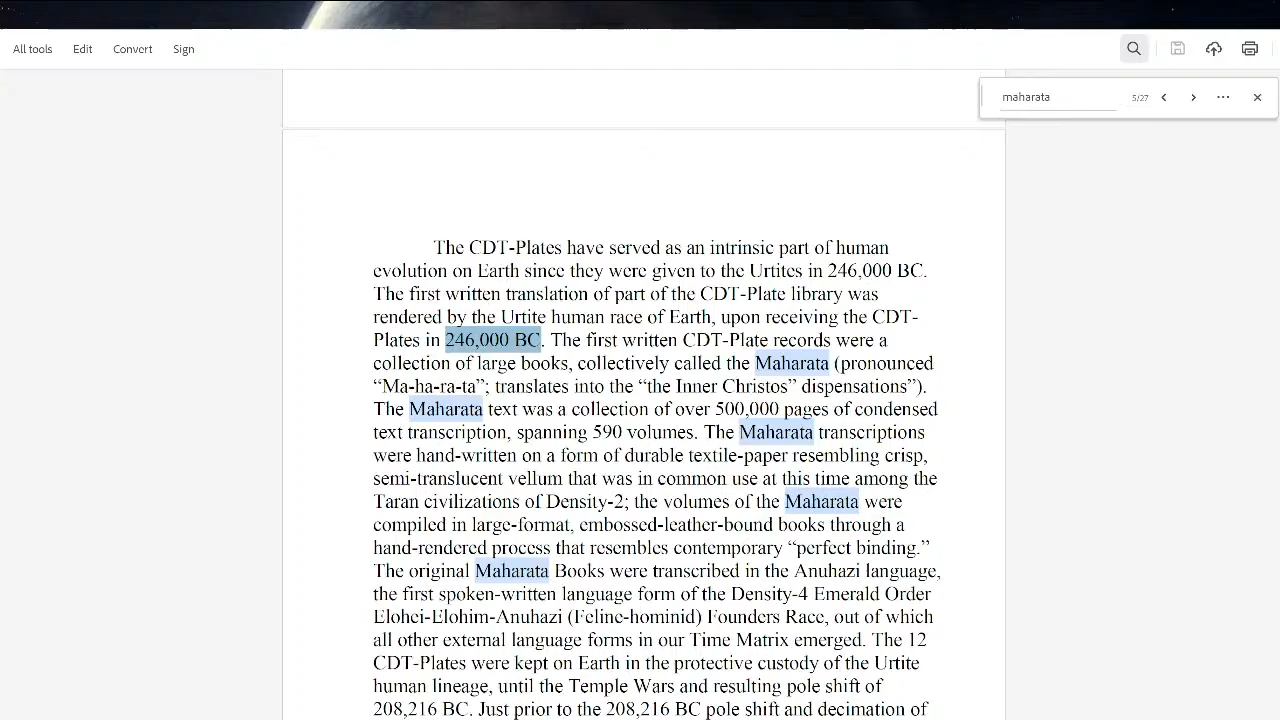 All tools Edit Convert Sign
maharata 5/27
The CDT-Plates have served as an intrinsic part of human
evolution on Earth since they were given to the Urtites in 246,000 BC.
The first written translation of part of the CDT-Plate library was
rendered by the Urtite human race of Earth, upon receiving the CDT-
Plates in 246,000 BC. The first written CDT-Plate records were a
collection of large books, collectively called the Maharata (pronounced
“Ma-ha-ra-ta”; translates into the “the Inner Christos” dispensations”).
The Maharata text was a collection of over 500,000 pages of condensed
text transcription, spanning 590 volumes. The Maharata transcriptions
were hand-written on a form of durable textile-paper resembling crisp,
semi-translucent vellum that was in common use at this time among the
Taran civilizations of Density-2; the volumes of the Maharata were
compiled in large-format, embossed-leather-bound books through a
hand-rendered process that resembles contemporary “perfect binding.”
The original Maharata Books were transcribed in the Anuhazi language,
the first spoken-written language form of the Density-4 Emerald Order
Elohei-Elohim-Anuhazi (Feline-hominid) Founders Race, out of which
all other external language forms in our Time Matrix emerged. The 12
CDT-Plates were kept on Earth in the protective custody of the Urtite
human lineage, until the Temple Wars and resulting pole shift of
208,216 BC. Just prior to the 208,216 BC pole shift and decimation of